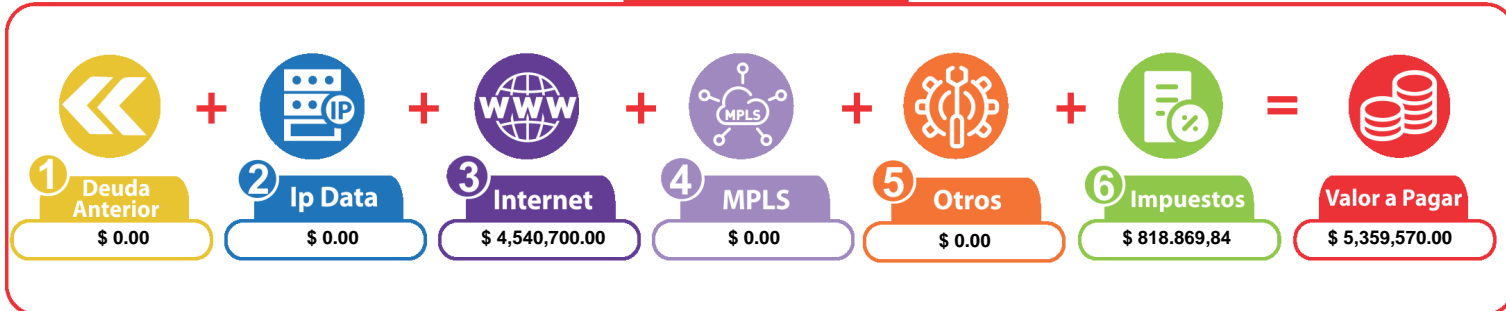 IP
WWW
MPLS
1
Deuda
Anterior
$ 0.00
2
Ip Data
$ 0.00
3
Internet
$ 4,540,700.00
4
MPLS
$ 0.00
5
Otros
$ 0.00
6
Impuestos
$ 818.869,84
Valor a Pagar
$ 5,359,570.00
+
+
+
+
+
=
%